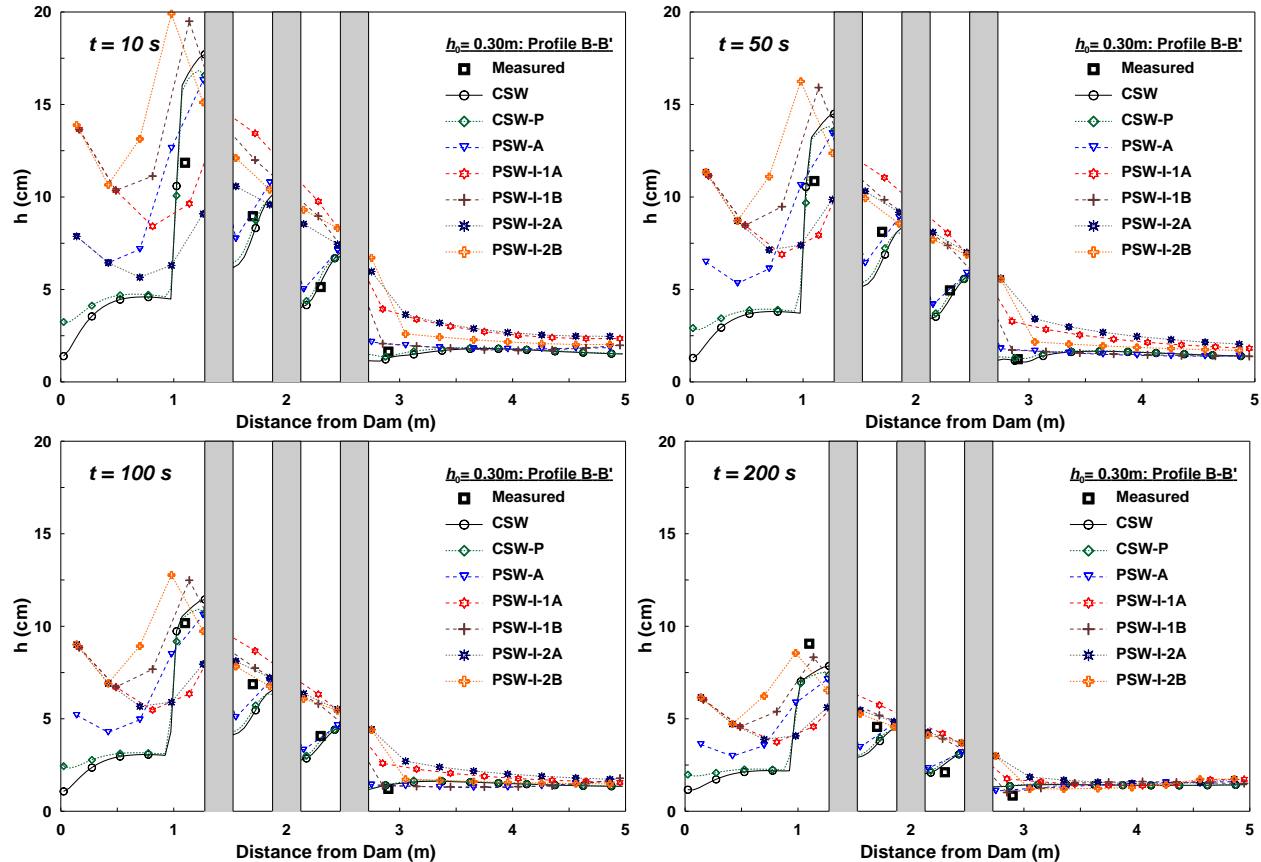 20
15
10
5
0
h (cm)
t = 10 s
h₀= 0.30m: Profile B-B'
Measured
CSW
CSW-P
PSW-A
PSW-I-1A
PSW-I-1B
PSW-I-2A
PSW-I-2B
0 1 2 3 4 5
Distance from Dam (m)
20
15
10
5
0
h (cm)
t = 50 s
h₀= 0.30m: Profile B-B'
Measured
CSW
CSW-P
PSW-A
PSW-I-1A
PSW-I-1B
PSW-I-2A
PSW-I-2B
0 1 2 3 4 5
Distance from Dam (m)
20
15
10
5
0
h (cm)
t = 100 s
h₀= 0.30m: Profile B-B'
Measured
CSW
CSW-P
PSW-A
PSW-I-1A
PSW-I-1B
PSW-I-2A
PSW-I-2B
0 1 2 3 4 5
Distance from Dam (m)
20
15
10
5
0
h (cm)
t = 200 s
h₀= 0.30m: Profile B-B'
Measured
CSW
CSW-P
PSW-A
PSW-I-1A
PSW-I-1B
PSW-I-2A
PSW-I-2B
0 1 2 3 4 5
Distance from Dam (m)